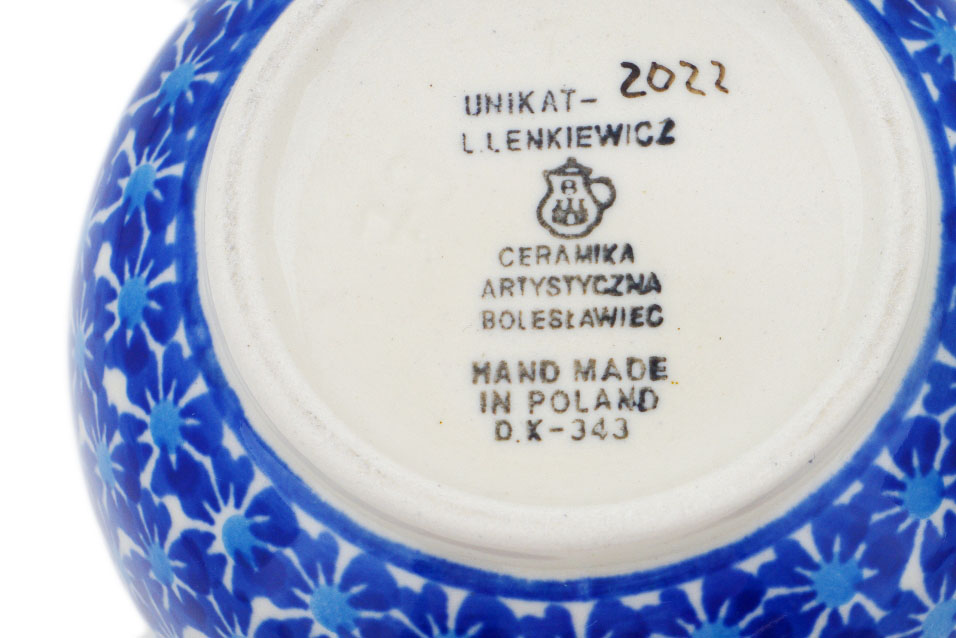 UNIKAT- 2022
L.LENKIEWICZ
B
CERAMIKA
ARTYSTYCZNA
BOLESŁAWIEC
HAND MADE
IN POLAND
D.K-343